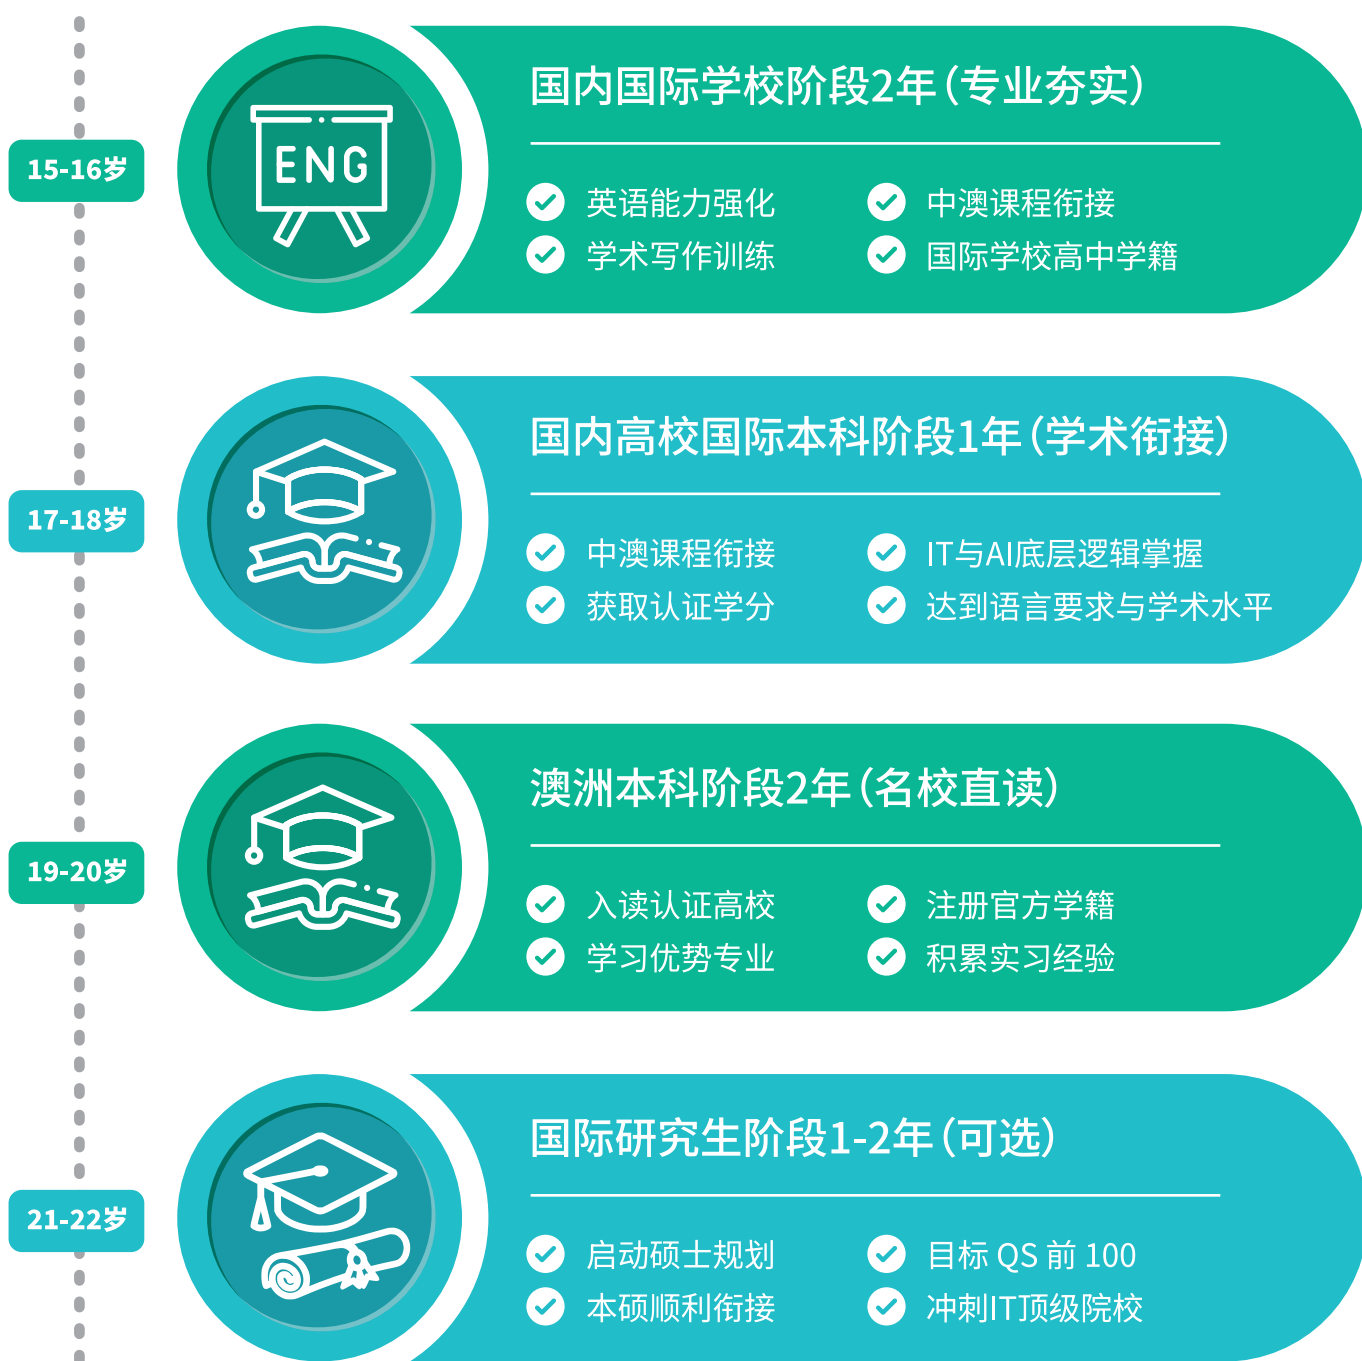 15-16岁
ENG
国内国际学校阶段2年（专业夯实）
英语能力强化
中澳课程衔接
学术写作训练
国际学校高中学籍
17-18岁
国内高校国际本科阶段1年（学术衔接）
中澳课程衔接
IT与AI底层逻辑掌握
获取认证学分
达到语言要求与学术水平
19-20岁
澳洲本科阶段2年（名校直读）
入读认证高校
注册官方学籍
学习优势专业
积累实习经验
21-22岁
国际研究生阶段1-2年（可选）
启动硕士规划
目标 QS 前 100
本硕顺利衔接
冲刺IT顶级院校